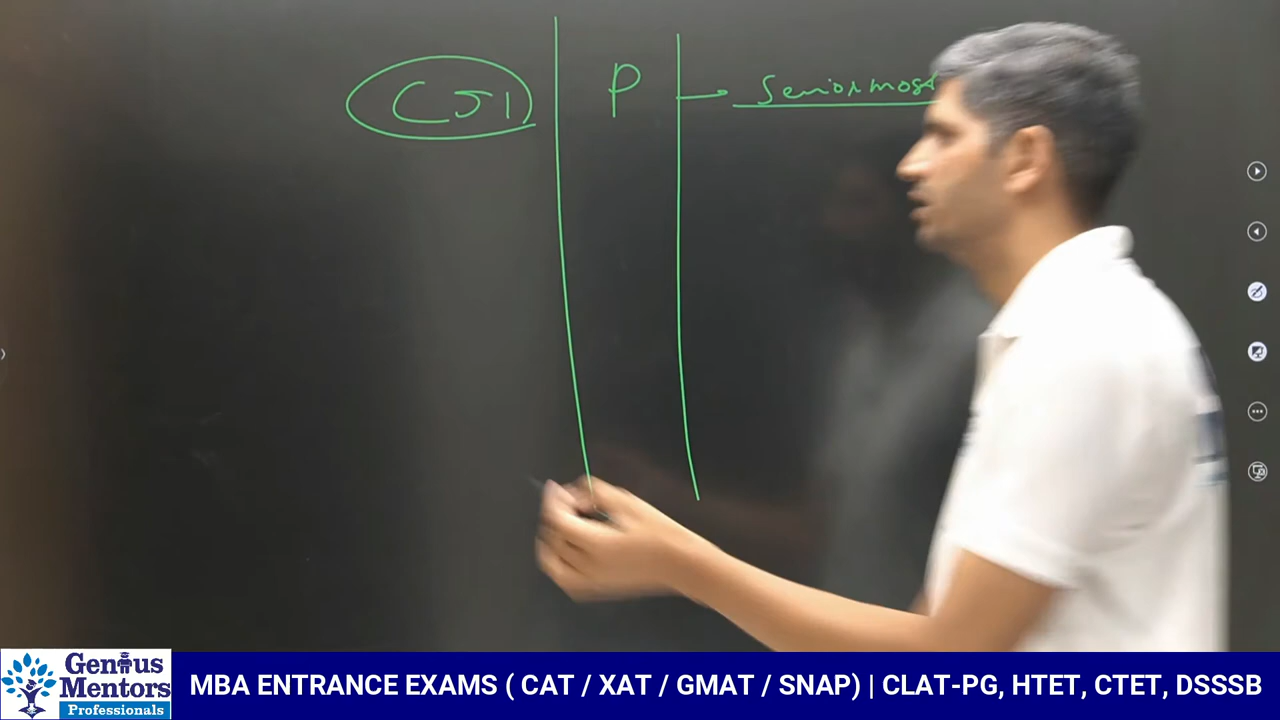 CJI P → Seniormost
Genius
Mentors
Professionals
MBA ENTRANCE EXAMS ( CAT / XAT / GMAT / SNAP) | CLAT-PG, HTET, CTET, DSSSB